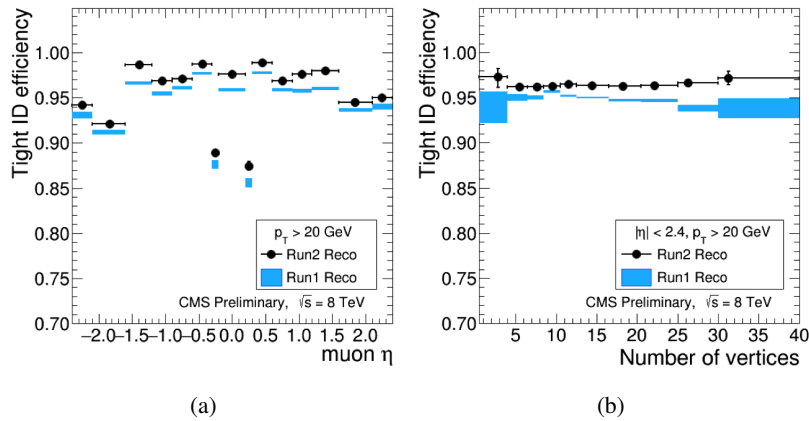 Tight ID efficiency
1.00
0.95
0.90
0.85
0.80
0.75
0.70
p_T > 20 GeV
Run2 Reco
Run1 Reco
CMS Preliminary, √s = 8 TeV
−2.0 −1.5 −1.0 −0.5 0.0 0.5 1.0 1.5 2.0
muon η
(a)
Tight ID efficiency
1.00
0.95
0.90
0.85
0.80
0.75
0.70
|η| < 2.4, p_T > 20 GeV
Run2 Reco
Run1 Reco
CMS Preliminary, √s = 8 TeV
5 10 15 20 25 30 35 40
Number of vertices
(b)